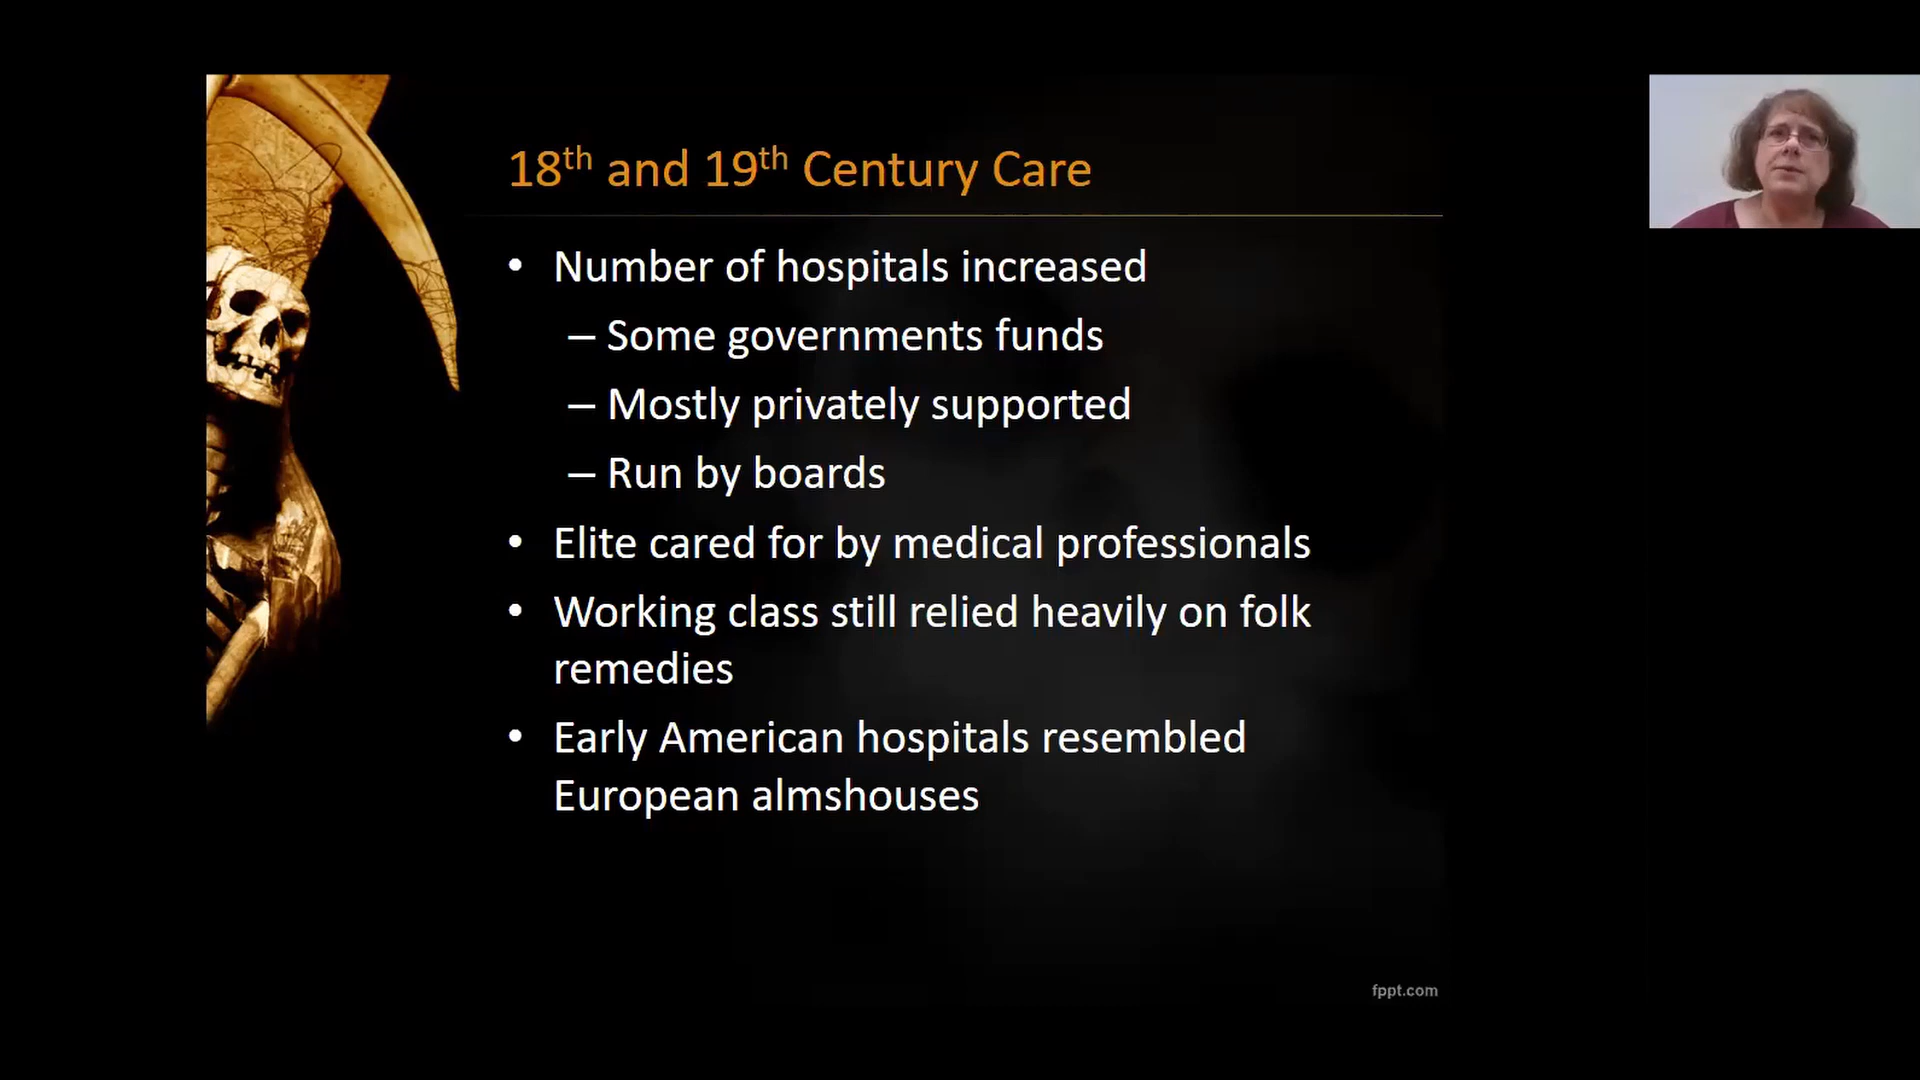 18th and 19th Century Care
• Number of hospitals increased
– Some governments funds
– Mostly privately supported
– Run by boards
• Elite cared for by medical professionals
• Working class still relied heavily on folk
remedies
• Early American hospitals resembled
European almshouses
fppt.com